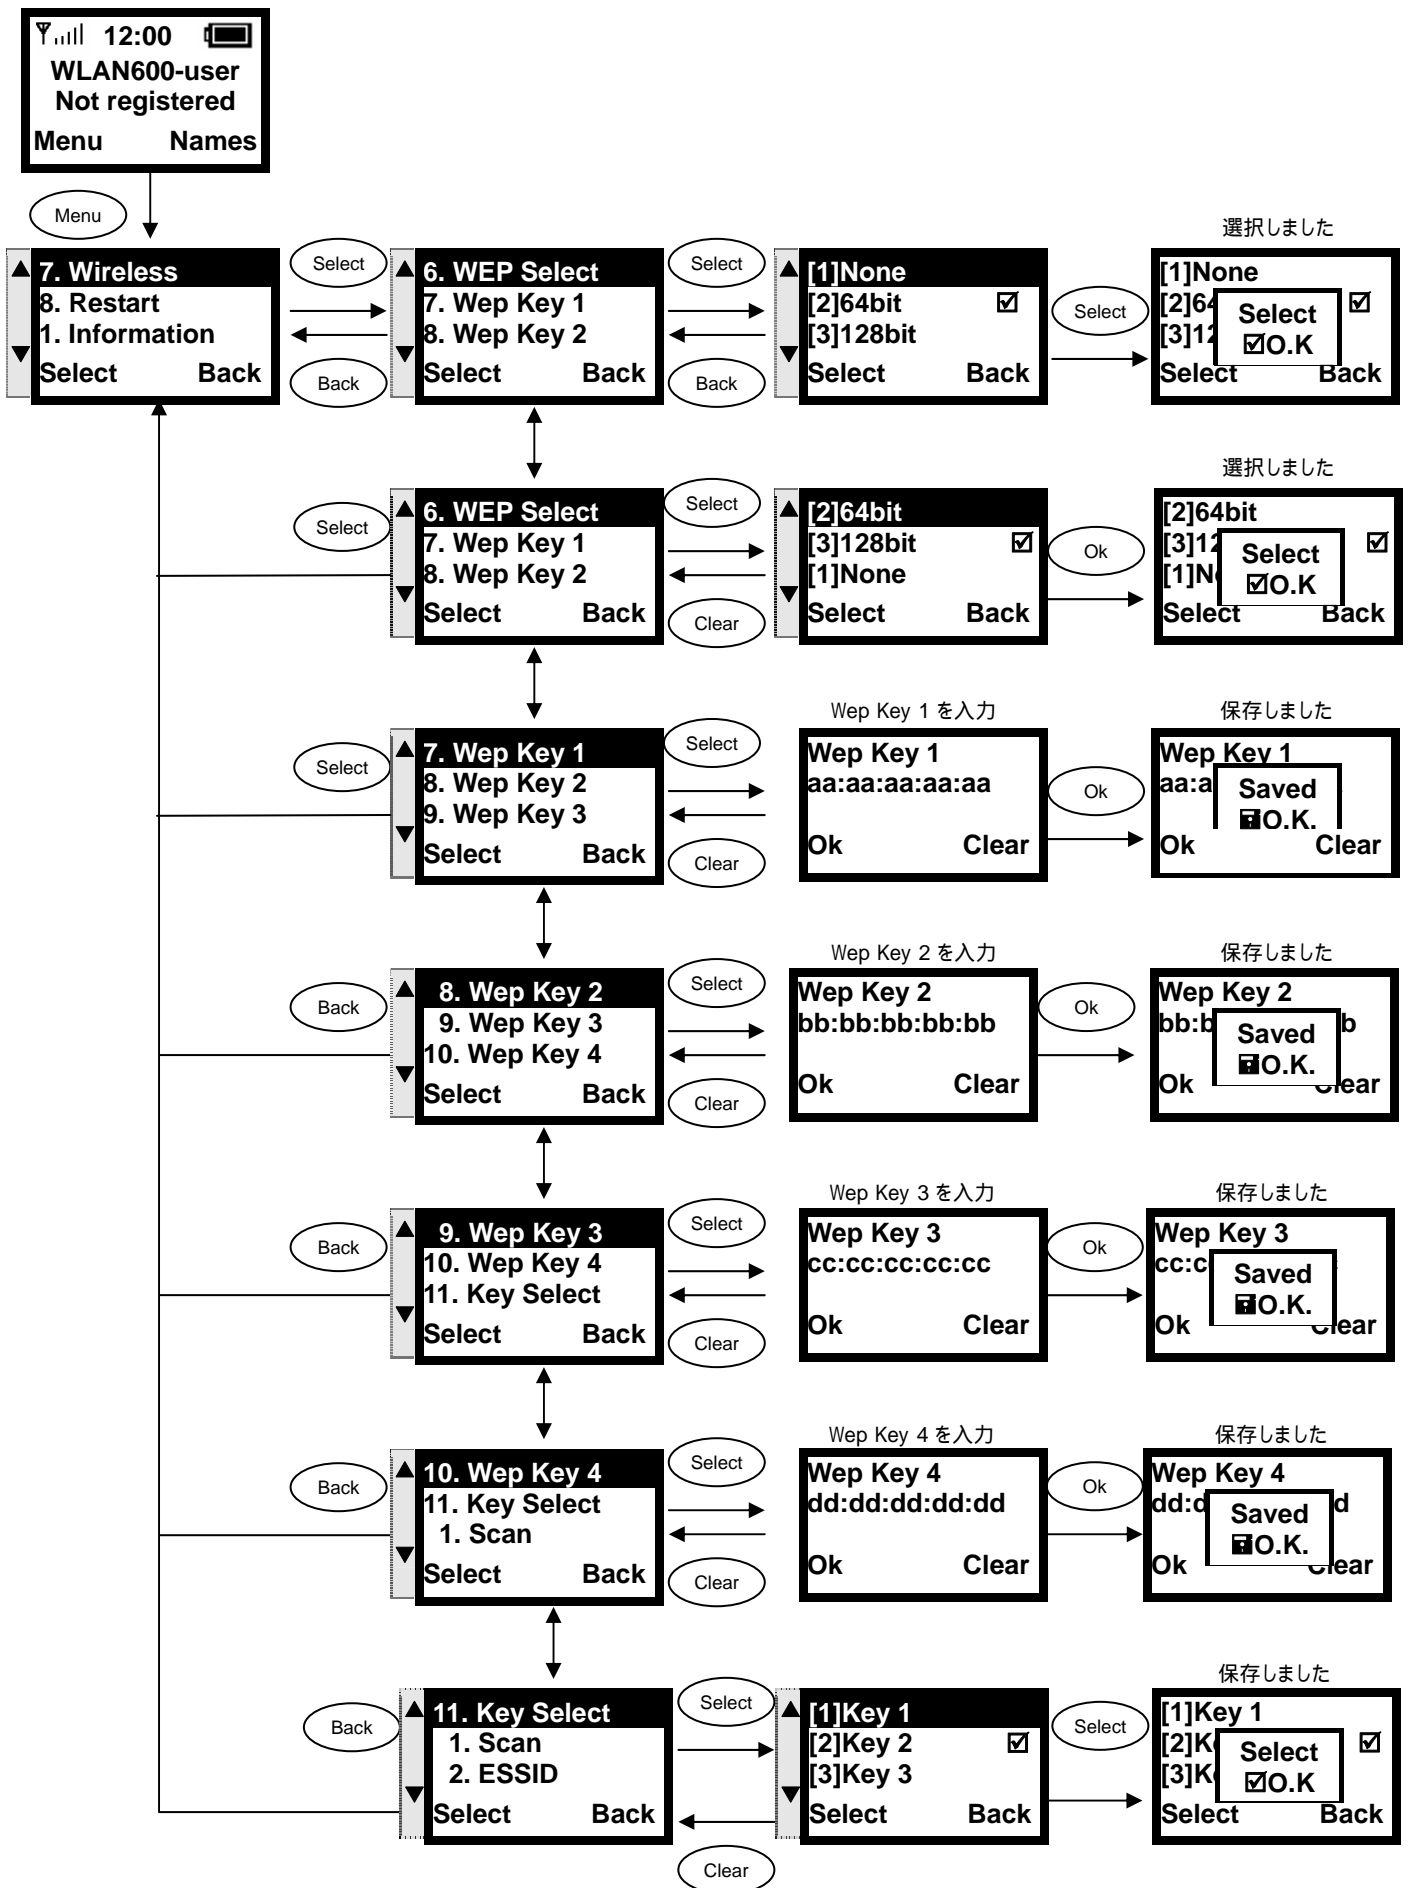 12:00
WLAN600-user
Not registered
Menu Names
Menu
7. Wireless
8. Restart
1. Information
Select Back
Select
Back
6. WEP Select
7. Wep Key 1
8. Wep Key 2
Select Back
Select
Back
[1]None
[2]64bit ☑
[3]128bit
Select Back
Select
選択しました
[1]None
[2]64 ☑
[3]12
Select
☑O.K
Select Back
Select
6. WEP Select
7. Wep Key 1
8. Wep Key 2
Select Back
Select
Clear
[2]64bit
[3]128bit ☑
[1]None
Select Back
Ok
選択しました
[2]64bit
[3]12 ☑
[1]N
Select
☑O.K
Select Back
Select
7. Wep Key 1
8. Wep Key 2
9. Wep Key 3
Select Back
Select
Clear
Wep Key 1 を入力
Wep Key 1
aa:aa:aa:aa:aa
Ok Clear
Ok
保存しました
Wep Key 1
aa:a
Saved
O.K.
Ok Clear
Back
8. Wep Key 2
9. Wep Key 3
10. Wep Key 4
Select Back
Select
Clear
Wep Key 2 を入力
Wep Key 2
bb:bb:bb:bb:bb
Ok Clear
Ok
保存しました
Wep Key 2
bb:b b
Saved
O.K.
Ok Clear
Back
9. Wep Key 3
10. Wep Key 4
11. Key Select
Select Back
Select
Clear
Wep Key 3 を入力
Wep Key 3
cc:cc:cc:cc:cc
Ok Clear
Ok
保存しました
Wep Key 3
cc:c
Saved
O.K.
Ok Clear
Back
10. Wep Key 4
11. Key Select
1. Scan
Select Back
Select
Clear
Wep Key 4 を入力
Wep Key 4
dd:dd:dd:dd:dd
Ok Clear
Ok
保存しました
Wep Key 4
dd:d d
Saved
O.K.
Ok Clear
Back
11. Key Select
1. Scan
2. ESSID
Select Back
Select
Clear
[1]Key 1
[2]Key 2 ☑
[3]Key 3
Select Back
Select
保存しました
[1]Key 1
[2]K ☑
[3]K
Select
☑O.K
Select Back